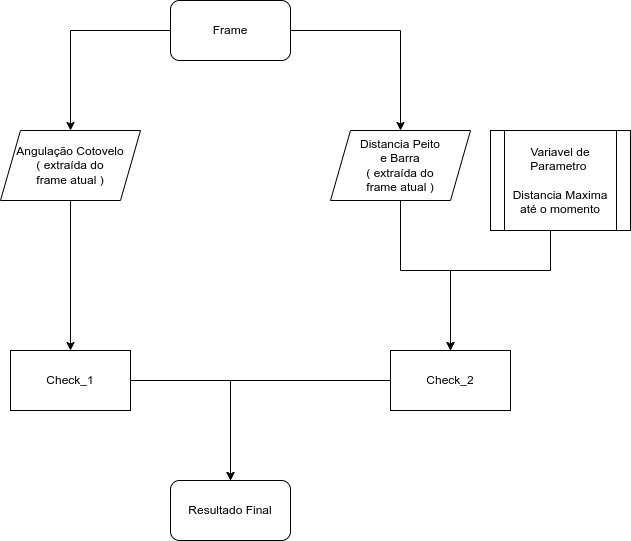 Frame
Angulação Cotovelo
( extraída do
frame atual )
Distancia Peito
e Barra
( extraída do
frame atual )
Variavel de
Parametro
Distancia Maxima
até o momento
Check_1
Check_2
Resultado Final